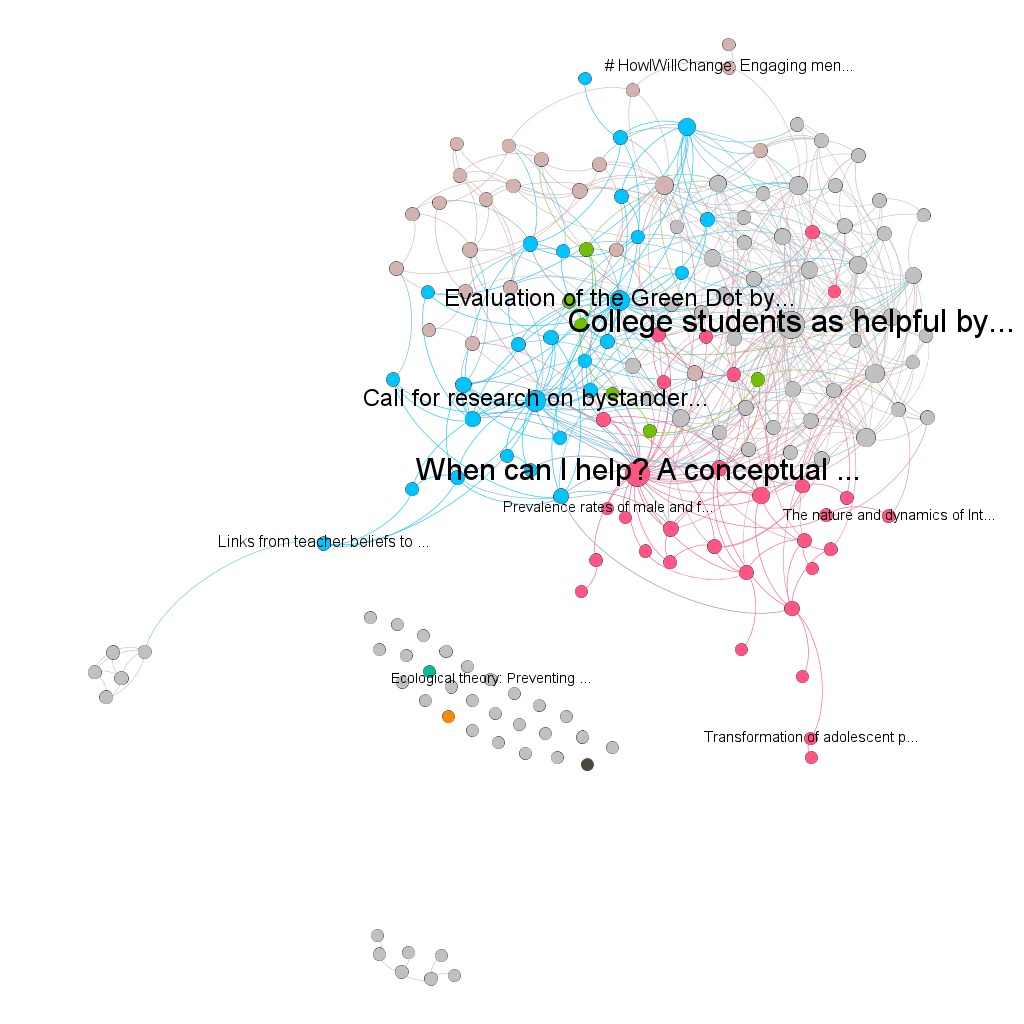 # HowIWillChange: Engaging men...
Evaluation of the Green Dot by...
College students as helpful by...
Call for research on bystander...
When can I help? A conceptual ...
Prevalence rates of male and f...
The nature and dynamics of Int...
Links from teacher beliefs to ...
Ecological theory: Preventing ...
Transformation of adolescent p...